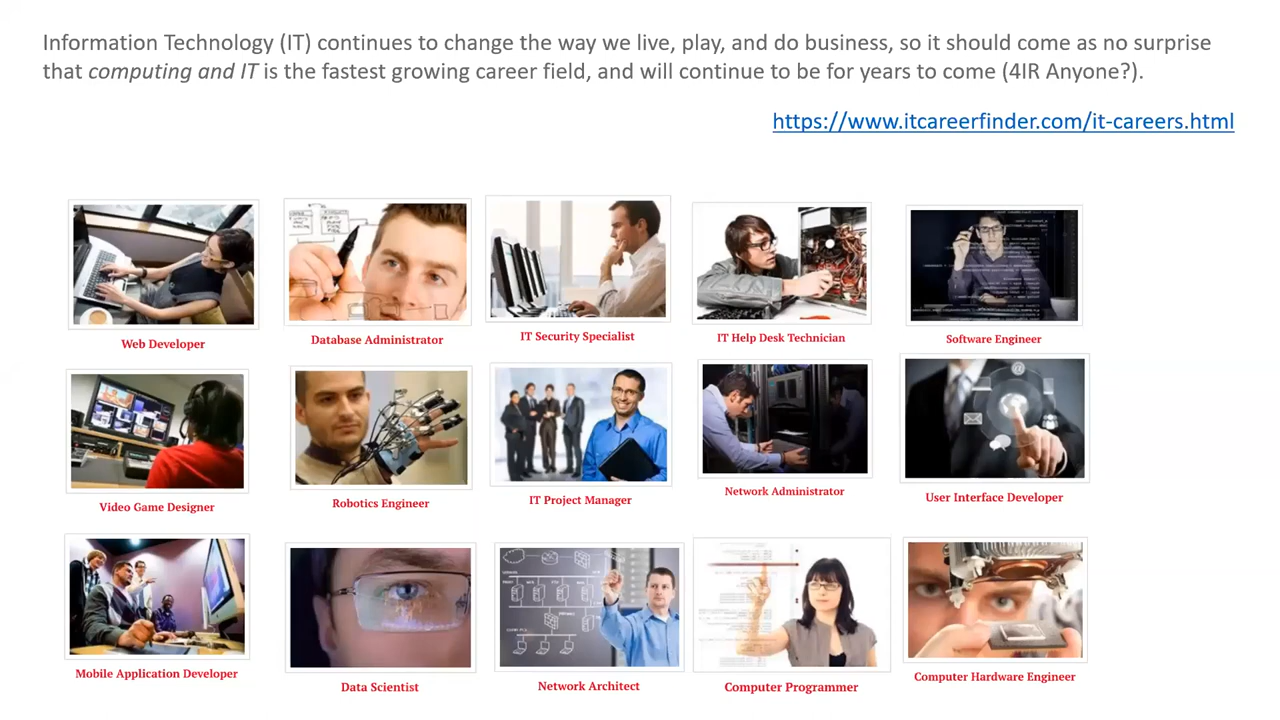 Information Technology (IT) continues to change the way we live, play, and do business, so it should come as no surprise
that computing and IT is the fastest growing career field, and will continue to be for years to come (4IR Anyone?).
https://www.itcareerfinder.com/it-careers.html
Web Developer
Database Administrator
IT Security Specialist
IT Help Desk Technician
Software Engineer
Video Game Designer
Robotics Engineer
IT Project Manager
Network Administrator
User Interface Developer
Mobile Application Developer
Data Scientist
Network Architect
Computer Programmer
Computer Hardware Engineer